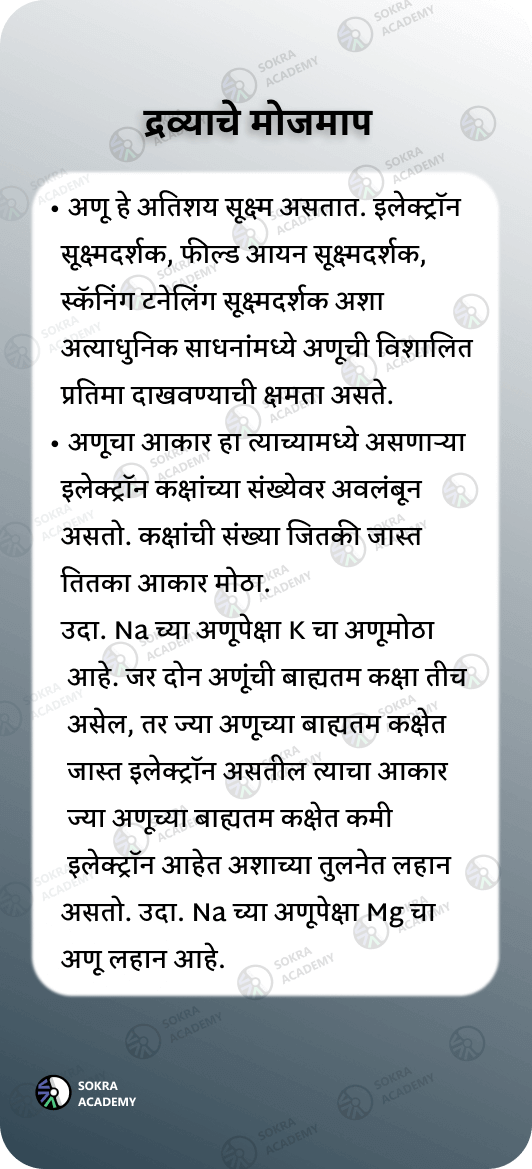 द्रव्याचे मोजमाप
• अणू हे अतिशय सूक्ष्म असतात. इलेक्ट्रॉन
सूक्ष्मदर्शक, फील्ड आयन सूक्ष्मदर्शक,
स्कॅनिंग टनेलिंग सूक्ष्मदर्शक अशा
अत्याधुनिक साधनांमध्ये अणूची विशालित
प्रतिमा दाखवण्याची क्षमता असते.
• अणूचा आकार हा त्याच्यामध्ये असणाऱ्या
इलेक्ट्रॉन कक्षांच्या संख्येवर अवलंबून
असतो. कक्षांची संख्या जितकी जास्त
तितका आकार मोठा.
उदा. Na च्या अणूपेक्षा K चा अणूमोठा
आहे. जर दोन अणूंची बाह्यतम कक्षा तीच
असेल, तर ज्या अणूच्या बाह्यतम कक्षेत
जास्त इलेक्ट्रॉन असतील त्याचा आकार
ज्या अणूच्या बाह्यतम कक्षेत कमी
इलेक्ट्रॉन आहेत अशाच्या तुलनेत लहान
असतो. उदा. Na च्या अणूपेक्षा Mg चा
अणू लहान आहे.
SOKRA
ACADEMY